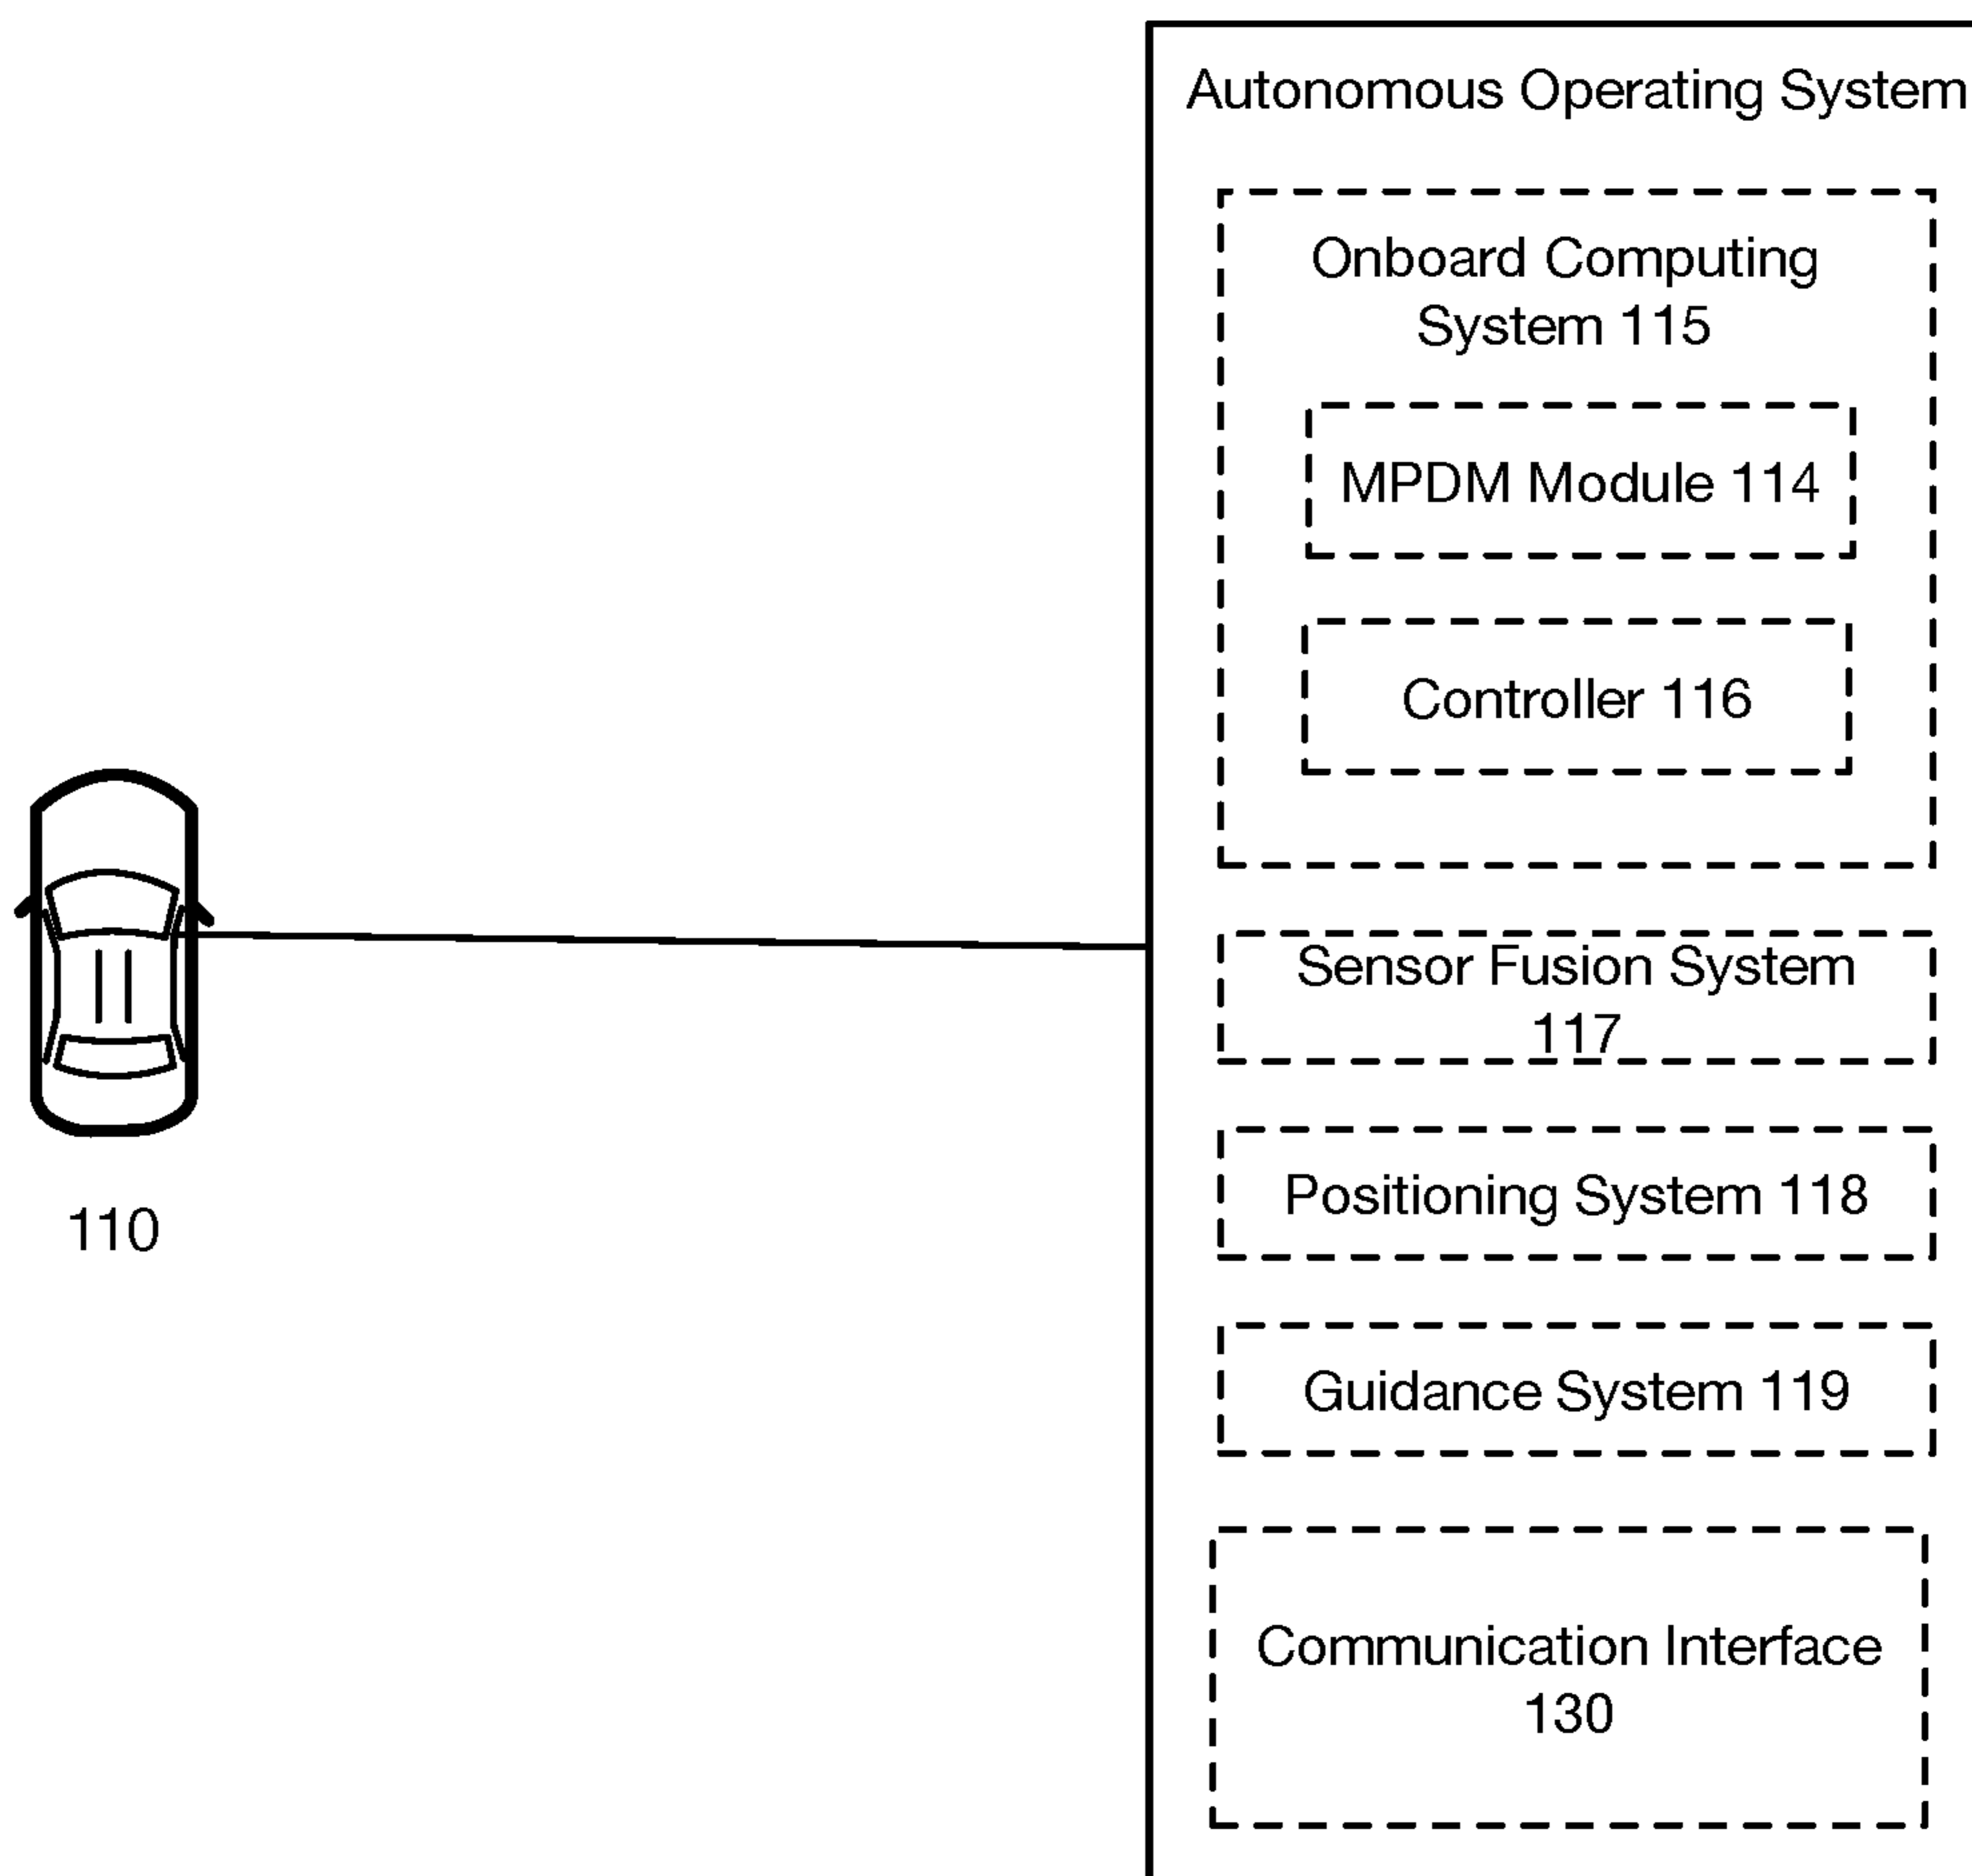 Autonomous Operating System
Onboard Computing
System 115
MPDM Module 114
Controller 116
Sensor Fusion System
117
Positioning System 118
110
Guidance System 119
Communication Interface
130